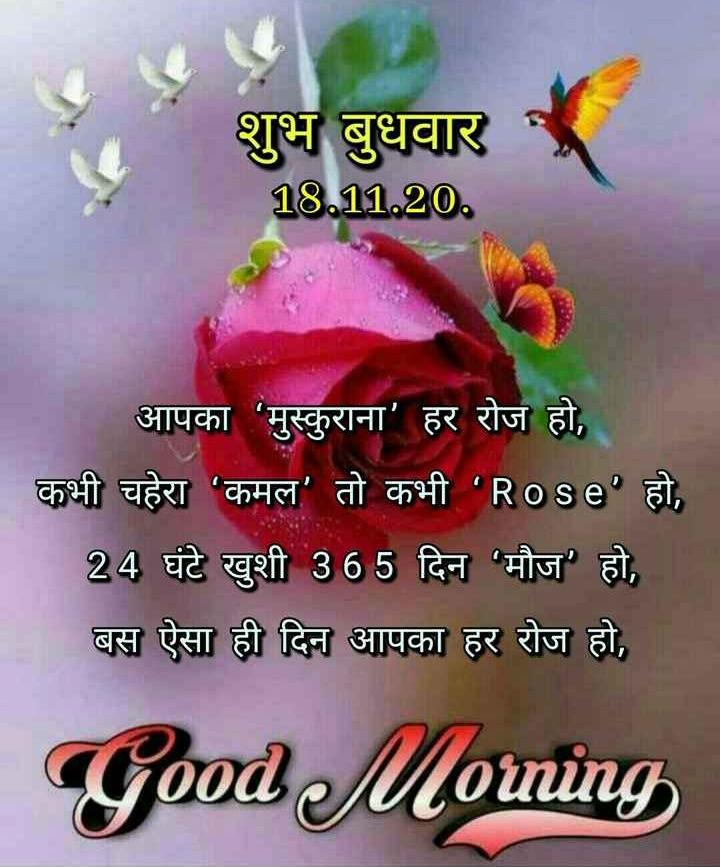 शुभ बुधवार
18.11.20.
आपका ‘मुस्कुराना’ हर रोज हो,
कभी चहेरा ‘कमल’ तो कभी ‘Rose’ हो,
24 घंटे खुशी 365 दिन ‘मौज’ हो,
बस ऐसा ही दिन आपका हर रोज हो,
Good Morning